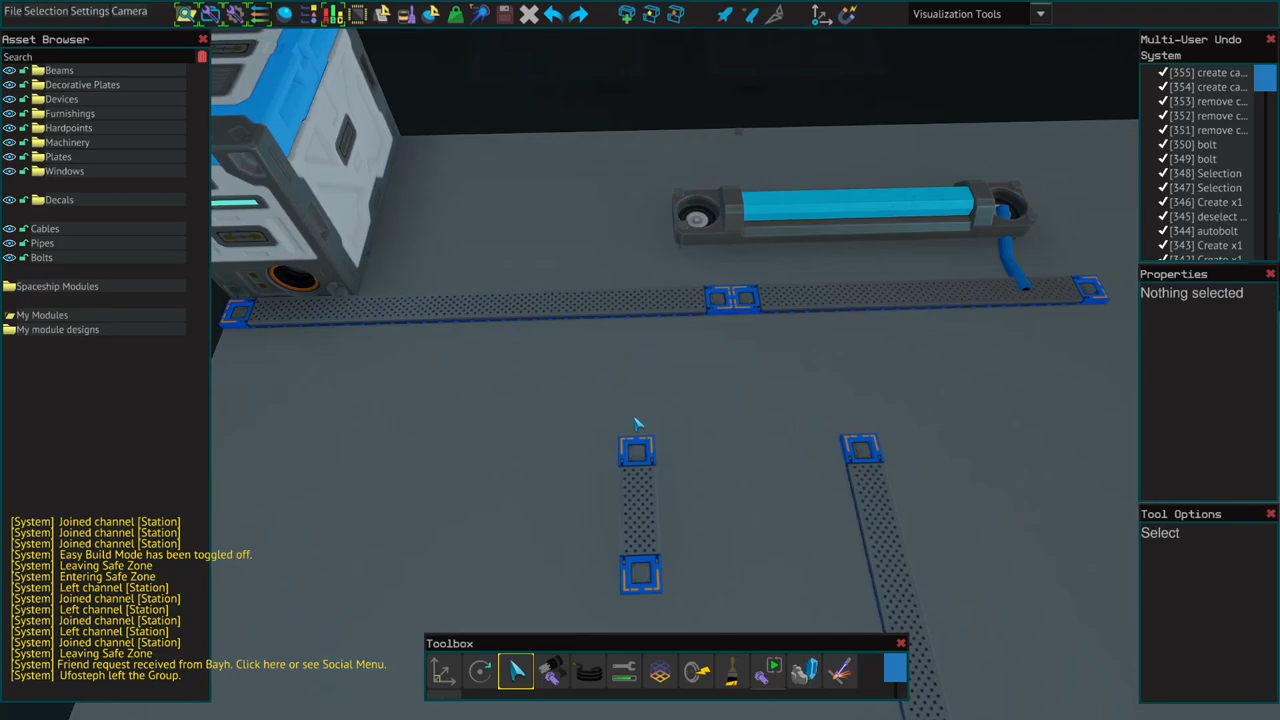 File Selection Settings Camera
Visualization Tools
Asset Browser
Search
Beams
Decorative Plates
Devices
Furnishings
Hardpoints
Machinery
Plates
Windows
Decals
Cables
Pipes
Bolts
Spaceship Modules
My Modules
My module designs
[System] Joined channel [Station]
[System] Joined channel [Station]
[System] Joined channel [Station]
[System] Easy Build Mode has been toggled off.
[System] Leaving Safe Zone
[System] Entering Safe Zone
[System] Left channel [Station]
[System] Joined channel [Station]
[System] Left channel [Station]
[System] Joined channel [Station]
[System] Left channel [Station]
[System] Joined channel [Station]
[System] Leaving Safe Zone
[System] Friend request received from Bayh. Click here or see Social Menu.
[System] Ufosteph left the Group.
Toolbox
Multi-User Undo
System
[355] create ca...
[354] create ca...
[353] remove c...
[352] remove c...
[351] remove c...
[350] bolt
[349] bolt
[348] Selection
[347] Selection
[346] Create x1
[345] deselect ...
[344] autobolt
[343] Create x1
[342] Create x1
Properties
Nothing selected
Tool Options
Select